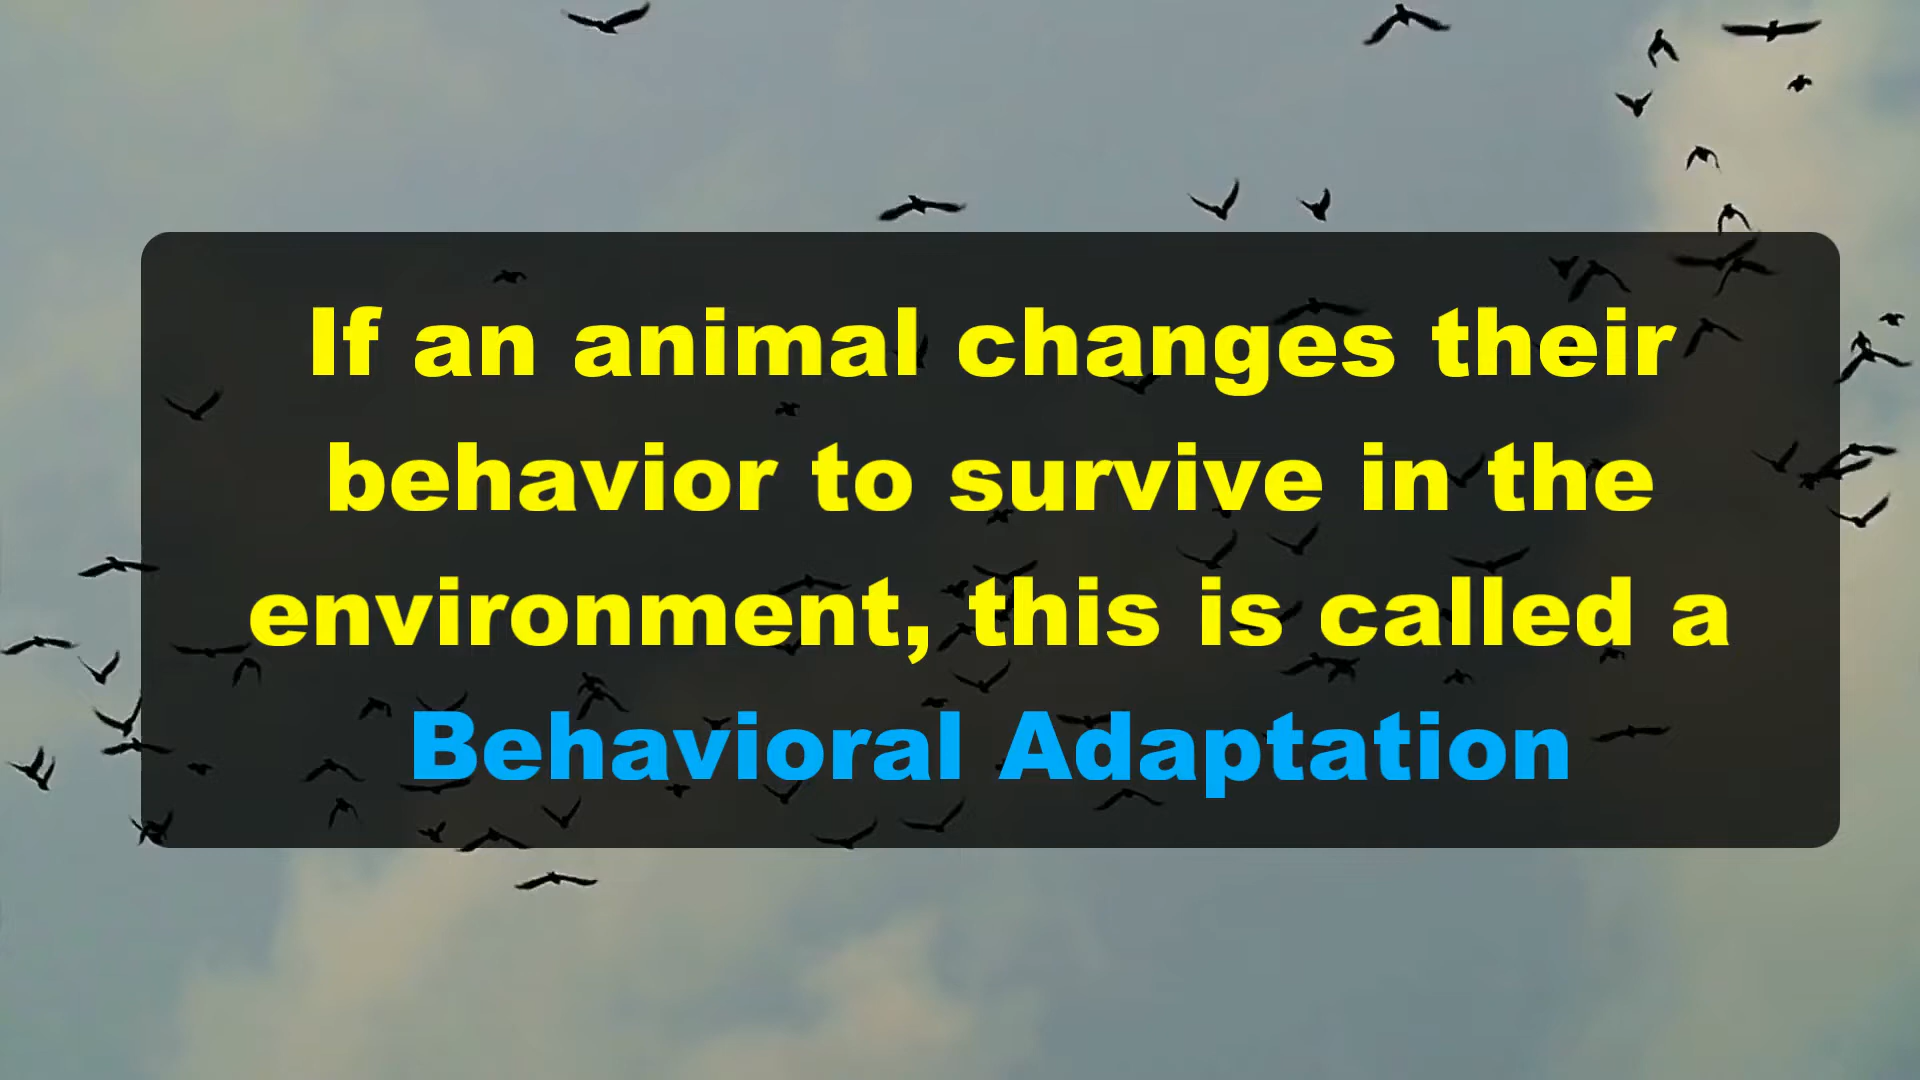 If an animal changes their
behavior to survive in the
environment, this is called a
Behavioral Adaptation